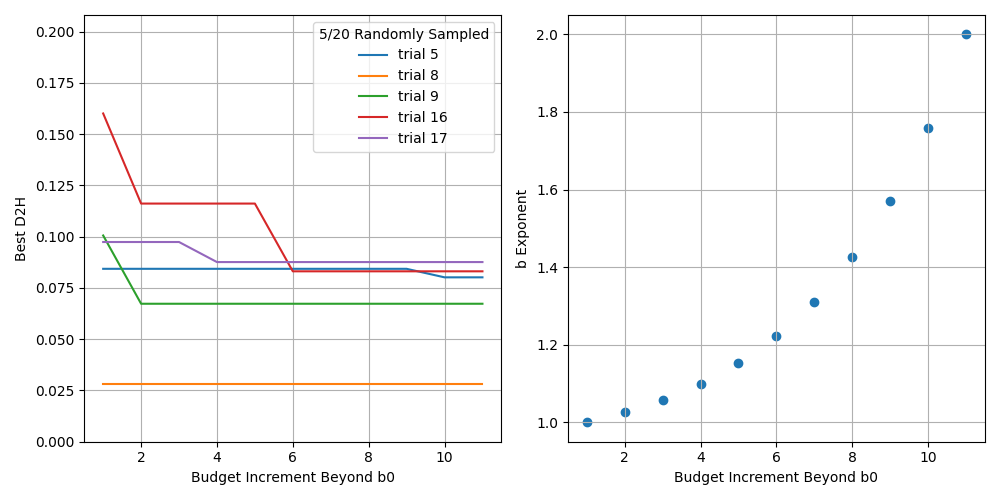 5/20 Randomly Sampled
trial 5
trial 8
trial 9
trial 16
trial 17
0.200
0.175
0.150
0.125
0.100
0.075
0.050
0.025
0.000
Best D2H
2 4 6 8 10
Budget Increment Beyond b0
2.0
1.8
1.6
1.4
1.2
1.0
b Exponent
2 4 6 8 10
Budget Increment Beyond b0